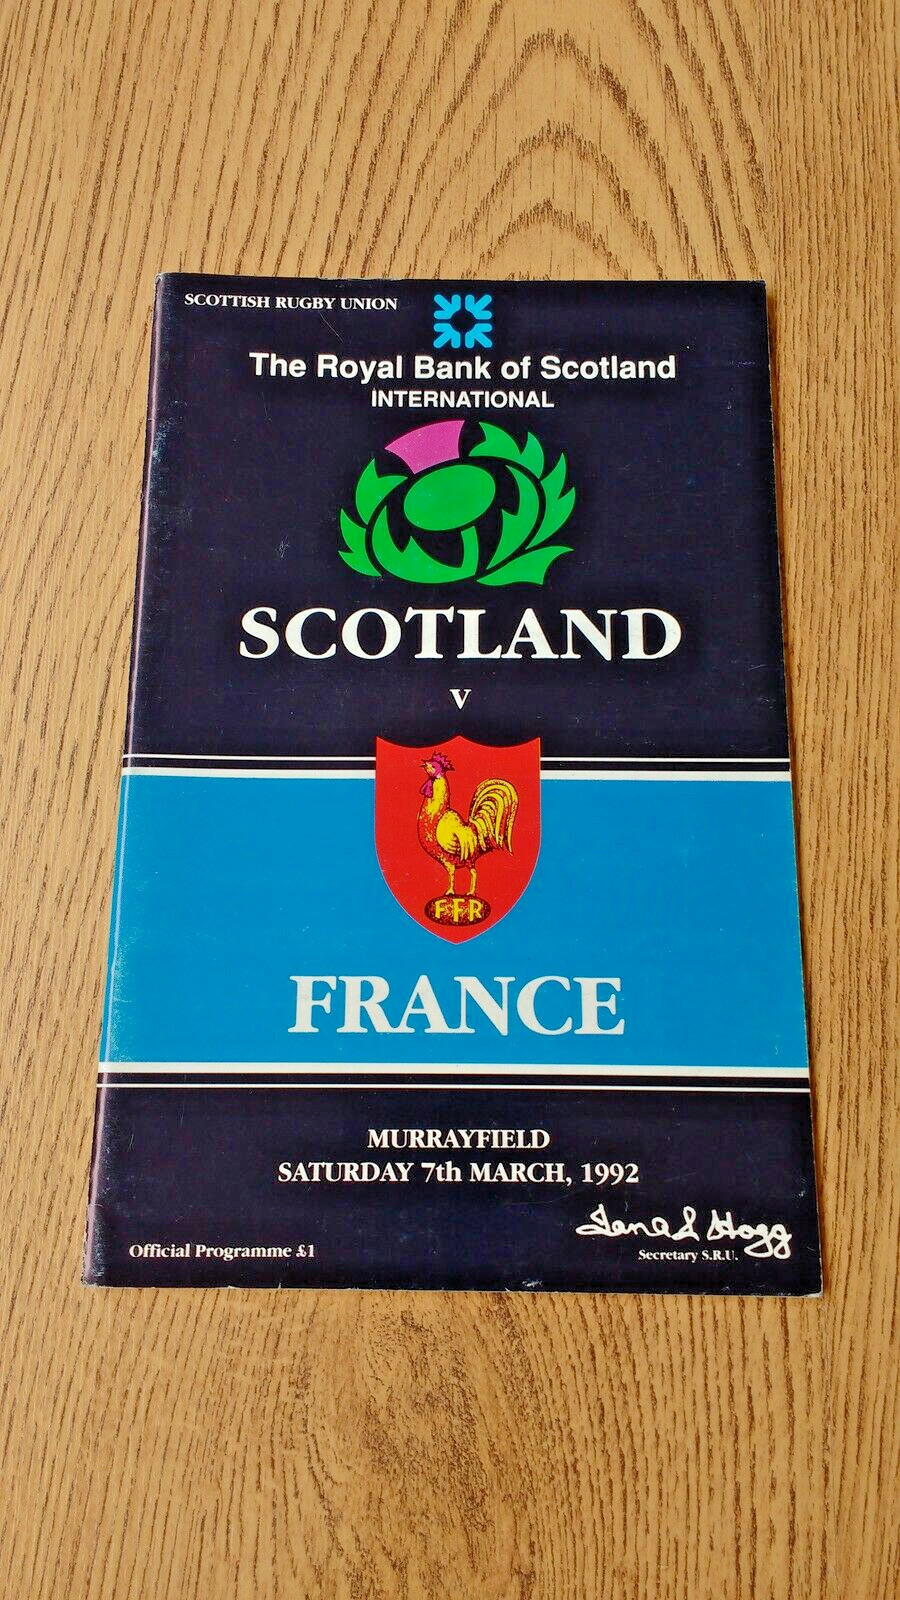 SCOTTISH RUGBY UNION
The Royal Bank of Scotland
INTERNATIONAL
SCOTLAND
v
FFR
FRANCE
MURRAYFIELD
SATURDAY 7th MARCH, 1992
Hogg
Official Programme £1
Secretary S.R.U.